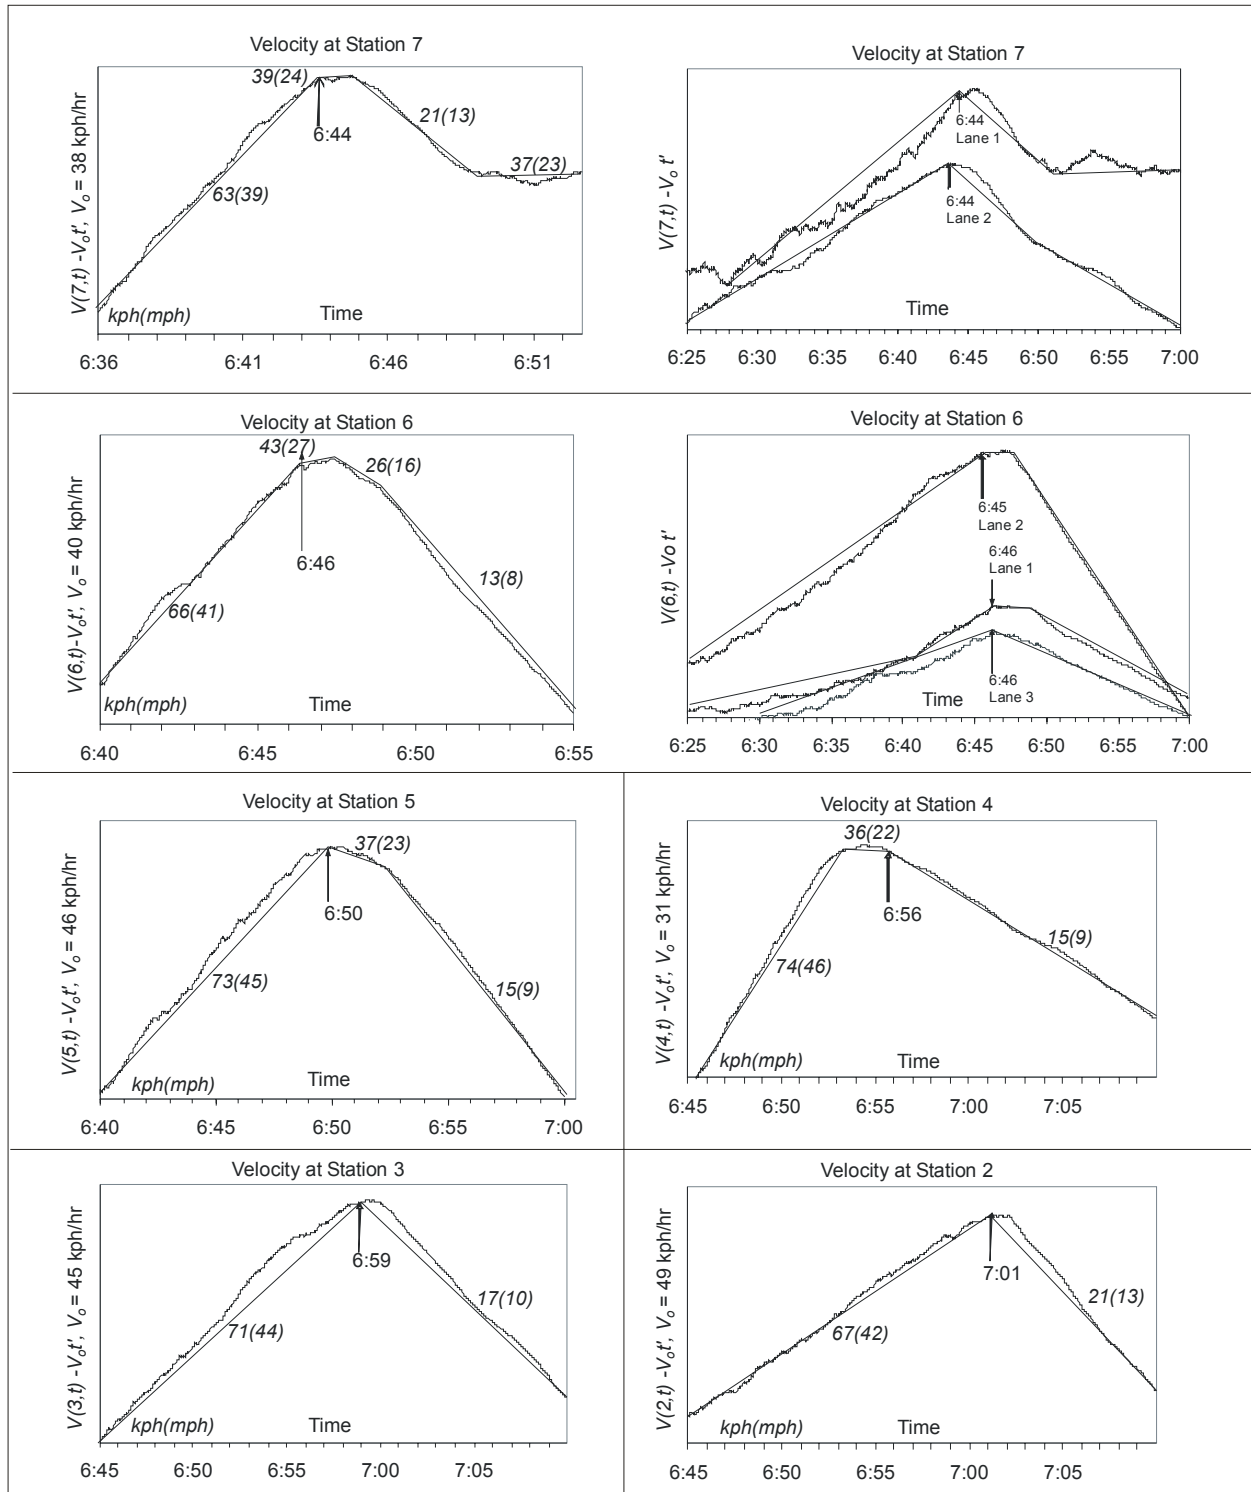 Velocity at Station 7
V(7,t) -Vot', Vo = 38 kph/hr
39(24)
6:44
21(13)
37(23)
63(39)
kph(mph)
Time
6:36 6:41 6:46 6:51
Velocity at Station 7
V(7,t) -Vo t'
6:44
Lane 1
6:44
Lane 2
Time
6:25 6:30 6:35 6:40 6:45 6:50 6:55 7:00
Velocity at Station 6
V(6,t)-Vot', Vo = 40 kph/hr
43(27)
26(16)
6:46
13(8)
66(41)
kph(mph)
Time
6:40 6:45 6:50 6:55
Velocity at Station 6
V(6,t) -Vo t'
6:45
Lane 2
6:46
Lane 1
6:46
Lane 3
Time
6:25 6:30 6:35 6:40 6:45 6:50 6:55 7:00
Velocity at Station 5
V(5,t) -Vot', Vo = 46 kph/hr
37(23)
6:50
73(45)
15(9)
kph(mph)
Time
6:40 6:45 6:50 6:55 7:00
Velocity at Station 4
V(4,t) -Vot', Vo = 31 kph/hr
36(22)
6:56
15(9)
74(46)
kph(mph)
Time
6:45 6:50 6:55 7:00 7:05
Velocity at Station 3
V(3,t) -Vot', Vo = 45 kph/hr
6:59
17(10)
71(44)
kph(mph)
Time
6:45 6:50 6:55 7:00 7:05
Velocity at Station 2
V(2,t) -Vot', Vo = 49 kph/hr
7:01
21(13)
67(42)
kph(mph)
Time
6:45 6:50 6:55 7:00 7:05